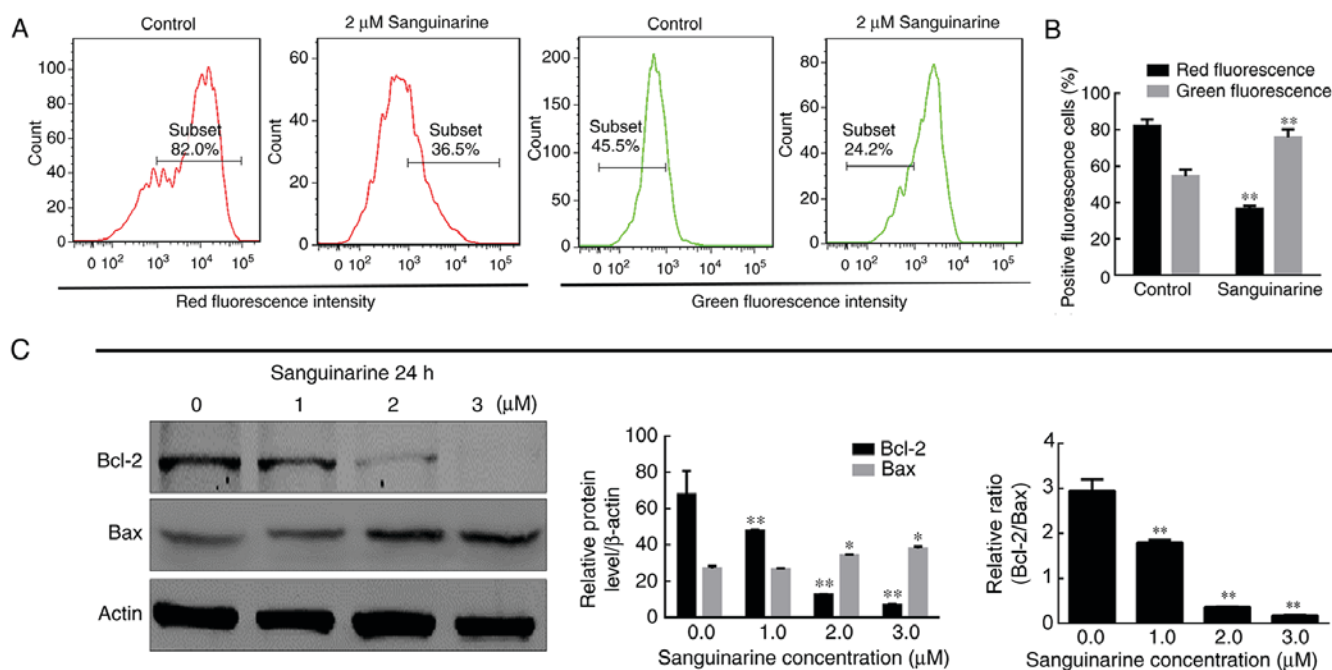 A
Control
2 µM Sanguinarine
Control
2 µM Sanguinarine
Count
100
80
60
40
20
0
Subset
82.0%
0 10² 10³ 10⁴ 10⁵
Count
60
40
20
0
Subset
36.5%
0 10² 10³ 10⁴ 10⁵
Red fluorescence intensity
Count
200
150
100
50
0
Subset
45.5%
0 10² 10³ 10⁴ 10⁵
Count
80
60
40
20
0
Subset
24.2%
0 10² 10³ 10⁴ 10⁵
Green fluorescence intensity
B
Red fluorescence
Green fluorescence
Positive fluorescence cells (%)
100
80
60
40
80
0
**
**
Control Sanguinarine
C
Sanguinarine 24 h
0 1 2 3 (µM)
Bcl-2
Bax
Actin
Relative protein
level/β-actin
100
80
60
40
20
0
Bcl-2
Bax
**
**
*
**
*
0.0 1.0 2.0 3.0
Sanguinarine concentration (µM)
Relative ratio
(Bcl-2/Bax)
4
3
2
1
0
**
**
**
0.0 1.0 2.0 3.0
Sanguinarine concentration (µM)